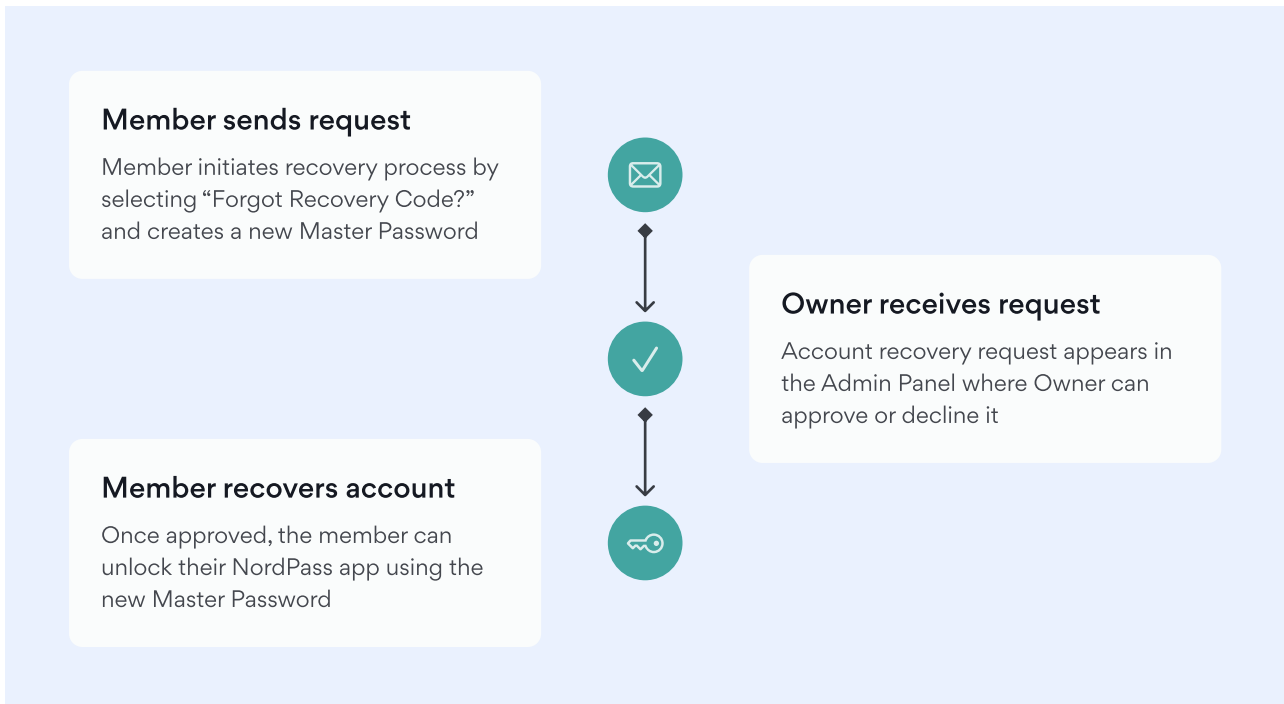 Member sends request
Member initiates recovery process by
selecting “Forgot Recovery Code?”
and creates a new Master Password
Owner receives request
Account recovery request appears in
the Admin Panel where Owner can
approve or decline it
Member recovers account
Once approved, the member can
unlock their NordPass app using the
new Master Password